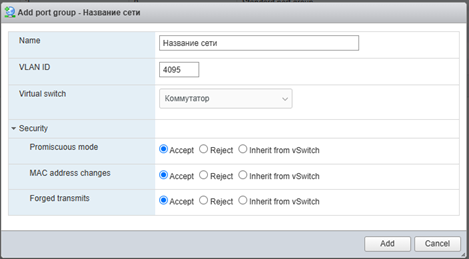 Add port group - Название сети
Name
Название сети
VLAN ID
4095
Virtual switch
Коммутатор
Security
Promiscuous mode
Accept Reject Inherit from vSwitch
MAC address changes
Accept Reject Inherit from vSwitch
Forged transmits
Accept Reject Inherit from vSwitch
Add Cancel